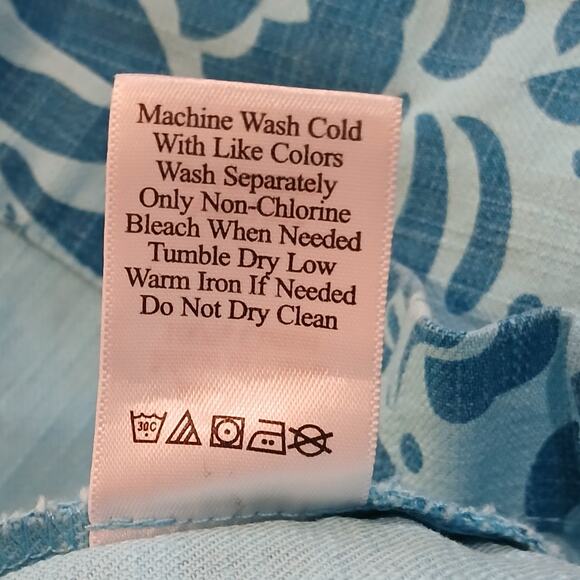 Machine Wash Cold
With Like Colors
Wash Separately
Only Non-Chlorine
Bleach When Needed
Tumble Dry Low
Warm Iron If Needed
Do Not Dry Clean
30C